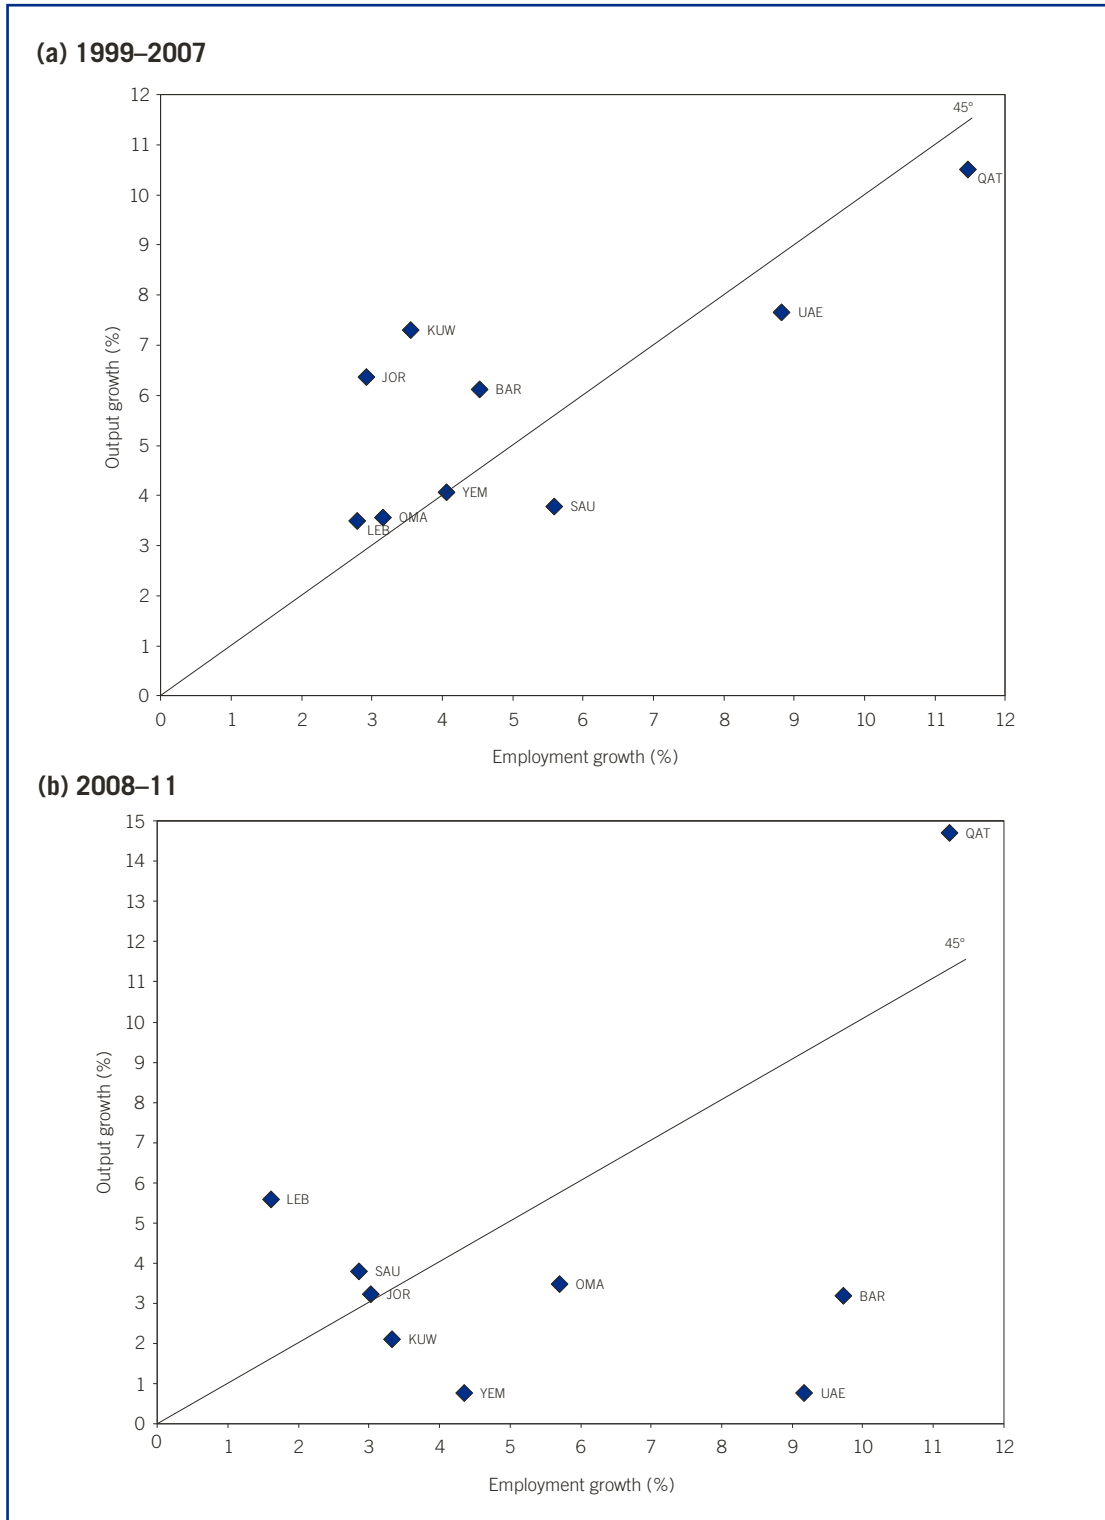 (a) 1999–2007
12
45°
11
QAT
10
9
8
UAE
KUW
7
JOR
BAR
6
Output growth (%)
5
YEM
SAU
4
OMA
LEB
3
2
1
0
0 1 2 3 4 5 6 7 8 9 10 11 12
Employment growth (%)
(b) 2008–11
15
QAT
14
13
12
45°
11
10
9
8
Output growth (%)
7
6
LEB
5
4
SAU
OMA
JOR
BAR
3
KUW
2
1
YEM
UAE
0
0 1 2 3 4 5 6 7 8 9 10 11 12
Employment growth (%)